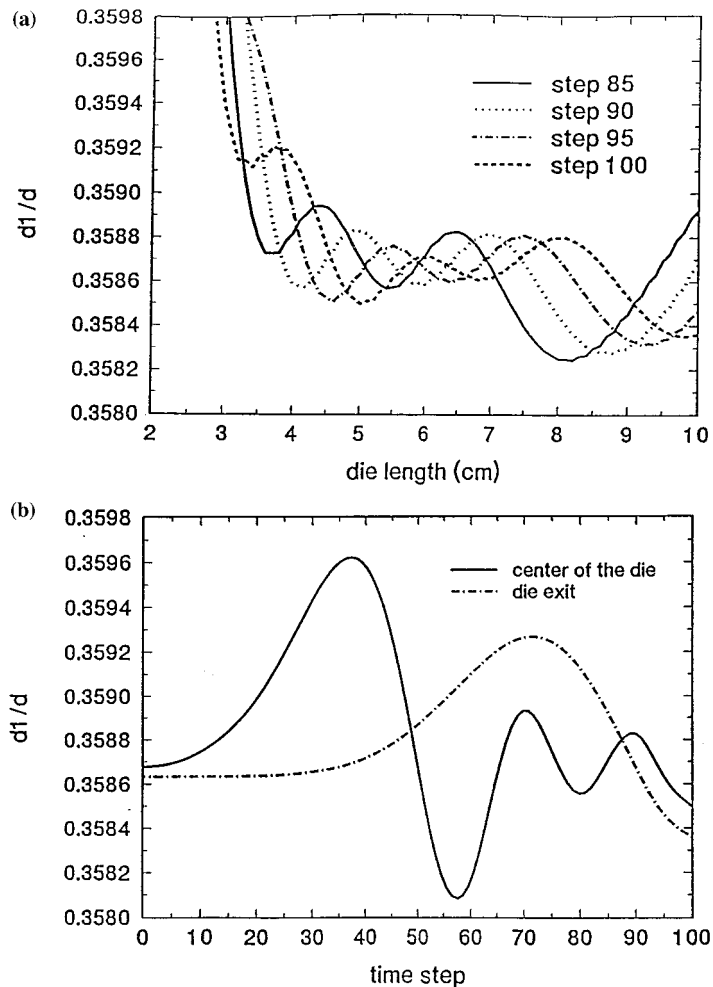 (a)
0.3598
0.3596
0.3594
0.3592
0.3590
0.3588
0.3586
0.3584
0.3582
0.3580
d1/d
step 85
step 90
step 95
step 100
2 3 4 5 6 7 8 9 10
die length (cm)
(b)
0.3598
0.3596
0.3594
0.3592
0.3590
0.3588
0.3586
0.3584
0.3582
0.3580
d1/d
center of the die
die exit
0 10 20 30 40 50 60 70 80 90 100
time step